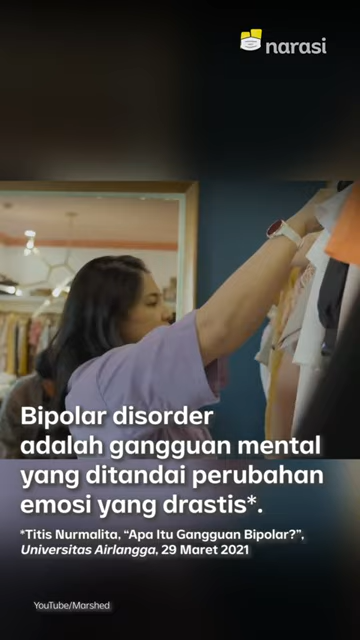 narasi
Bipolar disorder
adalah gangguan mental
yang ditandai perubahan
emosi yang drastis*.
*Titis Nurmalita, “Apa Itu Gangguan Bipolar?”,
Universitas Airlangga, 29 Maret 2021
YouTube/Marshed